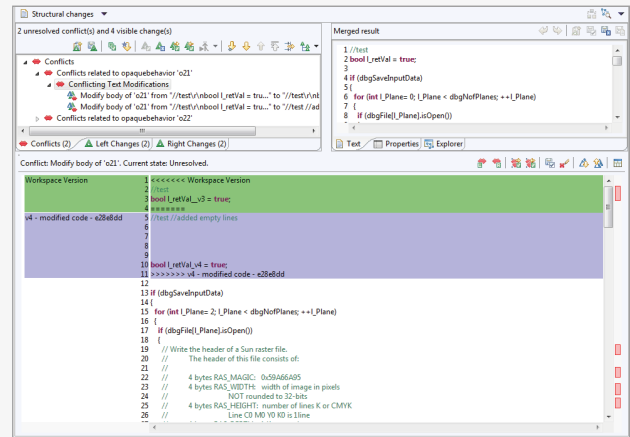 Structural changes
2 unresolved conflict(s) and 4 visible change(s)
Conflicts
Conflicts related to opaquebehavior 'o21'
Conflicting Text Modifications
Modify body of 'o21' from "//test\r\nbool l_retVal = tru..." to "//test\r\nb
Modify body of 'o21' from "//test\r\nbool l_retVal = tru..." to "//test //ad
Conflicts related to opaquebehavior 'o22'
Conflicts (2) Left Changes (2) Right Changes (2)
Merged result
1 //test
2 bool l_retVal = true;
3
4 if (dbgSaveInputData)
5 {
6 for (int l_Plane= 0; l_Plane < dbgNofPlanes; ++l_Plane)
7 {
8 if (dbgFile[l_Plane].isOpen())
Text Properties Explorer
Conflict: Modify body of 'o21'. Current state: Unresolved.
Workspace Version 1 <<<<<<< Workspace Version
2 //test
3 bool l_retVal__v3 = true;
4 =======
v4 - modified code - e28e8dd 5 //test //added empty lines
6
7
8
9
10 bool l_retVal_v4 = true;
11 >>>>>>> v4 - modified code - e28e8dd
12
13 if (dbgSaveInputData)
14 {
15 for (int l_Plane= 2; l_Plane < dbgNofPlanes; ++l_Plane)
16 {
17 if (dbgFile[l_Plane].isOpen())
18 {
19 // Write the header of a Sun raster file.
20 // The header of this file consists of:
21 //
22 // 4 bytes RAS_MAGIC: 0x59A66A95
23 // 4 bytes RAS_WIDTH: width of image in pixels
24 // NOT rounded to 32-bits
25 // 4 bytes RAS_HEIGHT: number of lines K or CMYK
26 // Line C0 M0 Y0 K0 is 1line